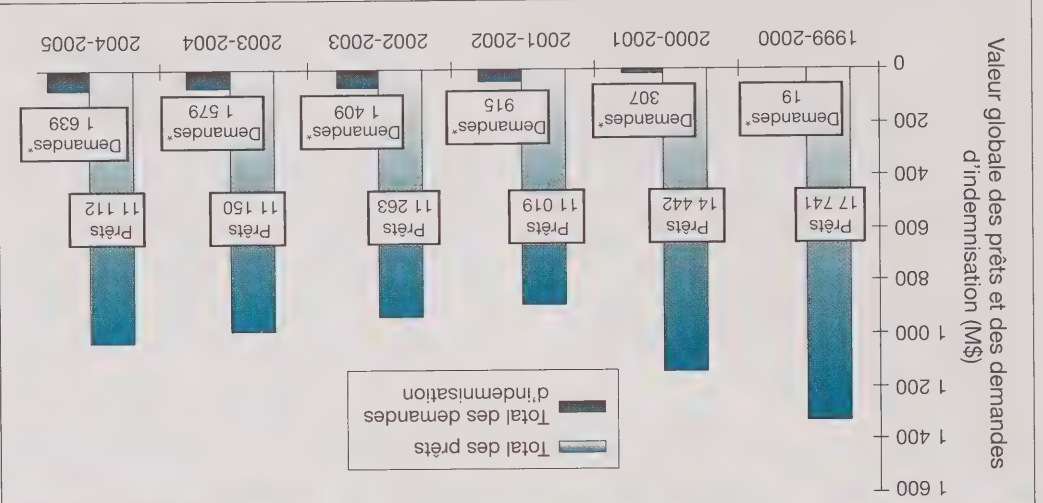 Valeur globale des prêts et des demandes
d'indemnisation (M$)
1 600
1 400
1 200
1 000
800
600
400
200
0
Total des prêts
Total des demandes
d'indemnisation
Prêts
17 741
Demandes*
19
1999-2000
Prêts
14 442
Demandes*
307
2000-2001
Prêts
11 019
Demandes*
915
2001-2002
Prêts
11 263
Demandes*
1 409
2002-2003
Prêts
11 150
Demandes*
1 579
2003-2004
Prêts
11 112
Demandes*
1 639
2004-2005